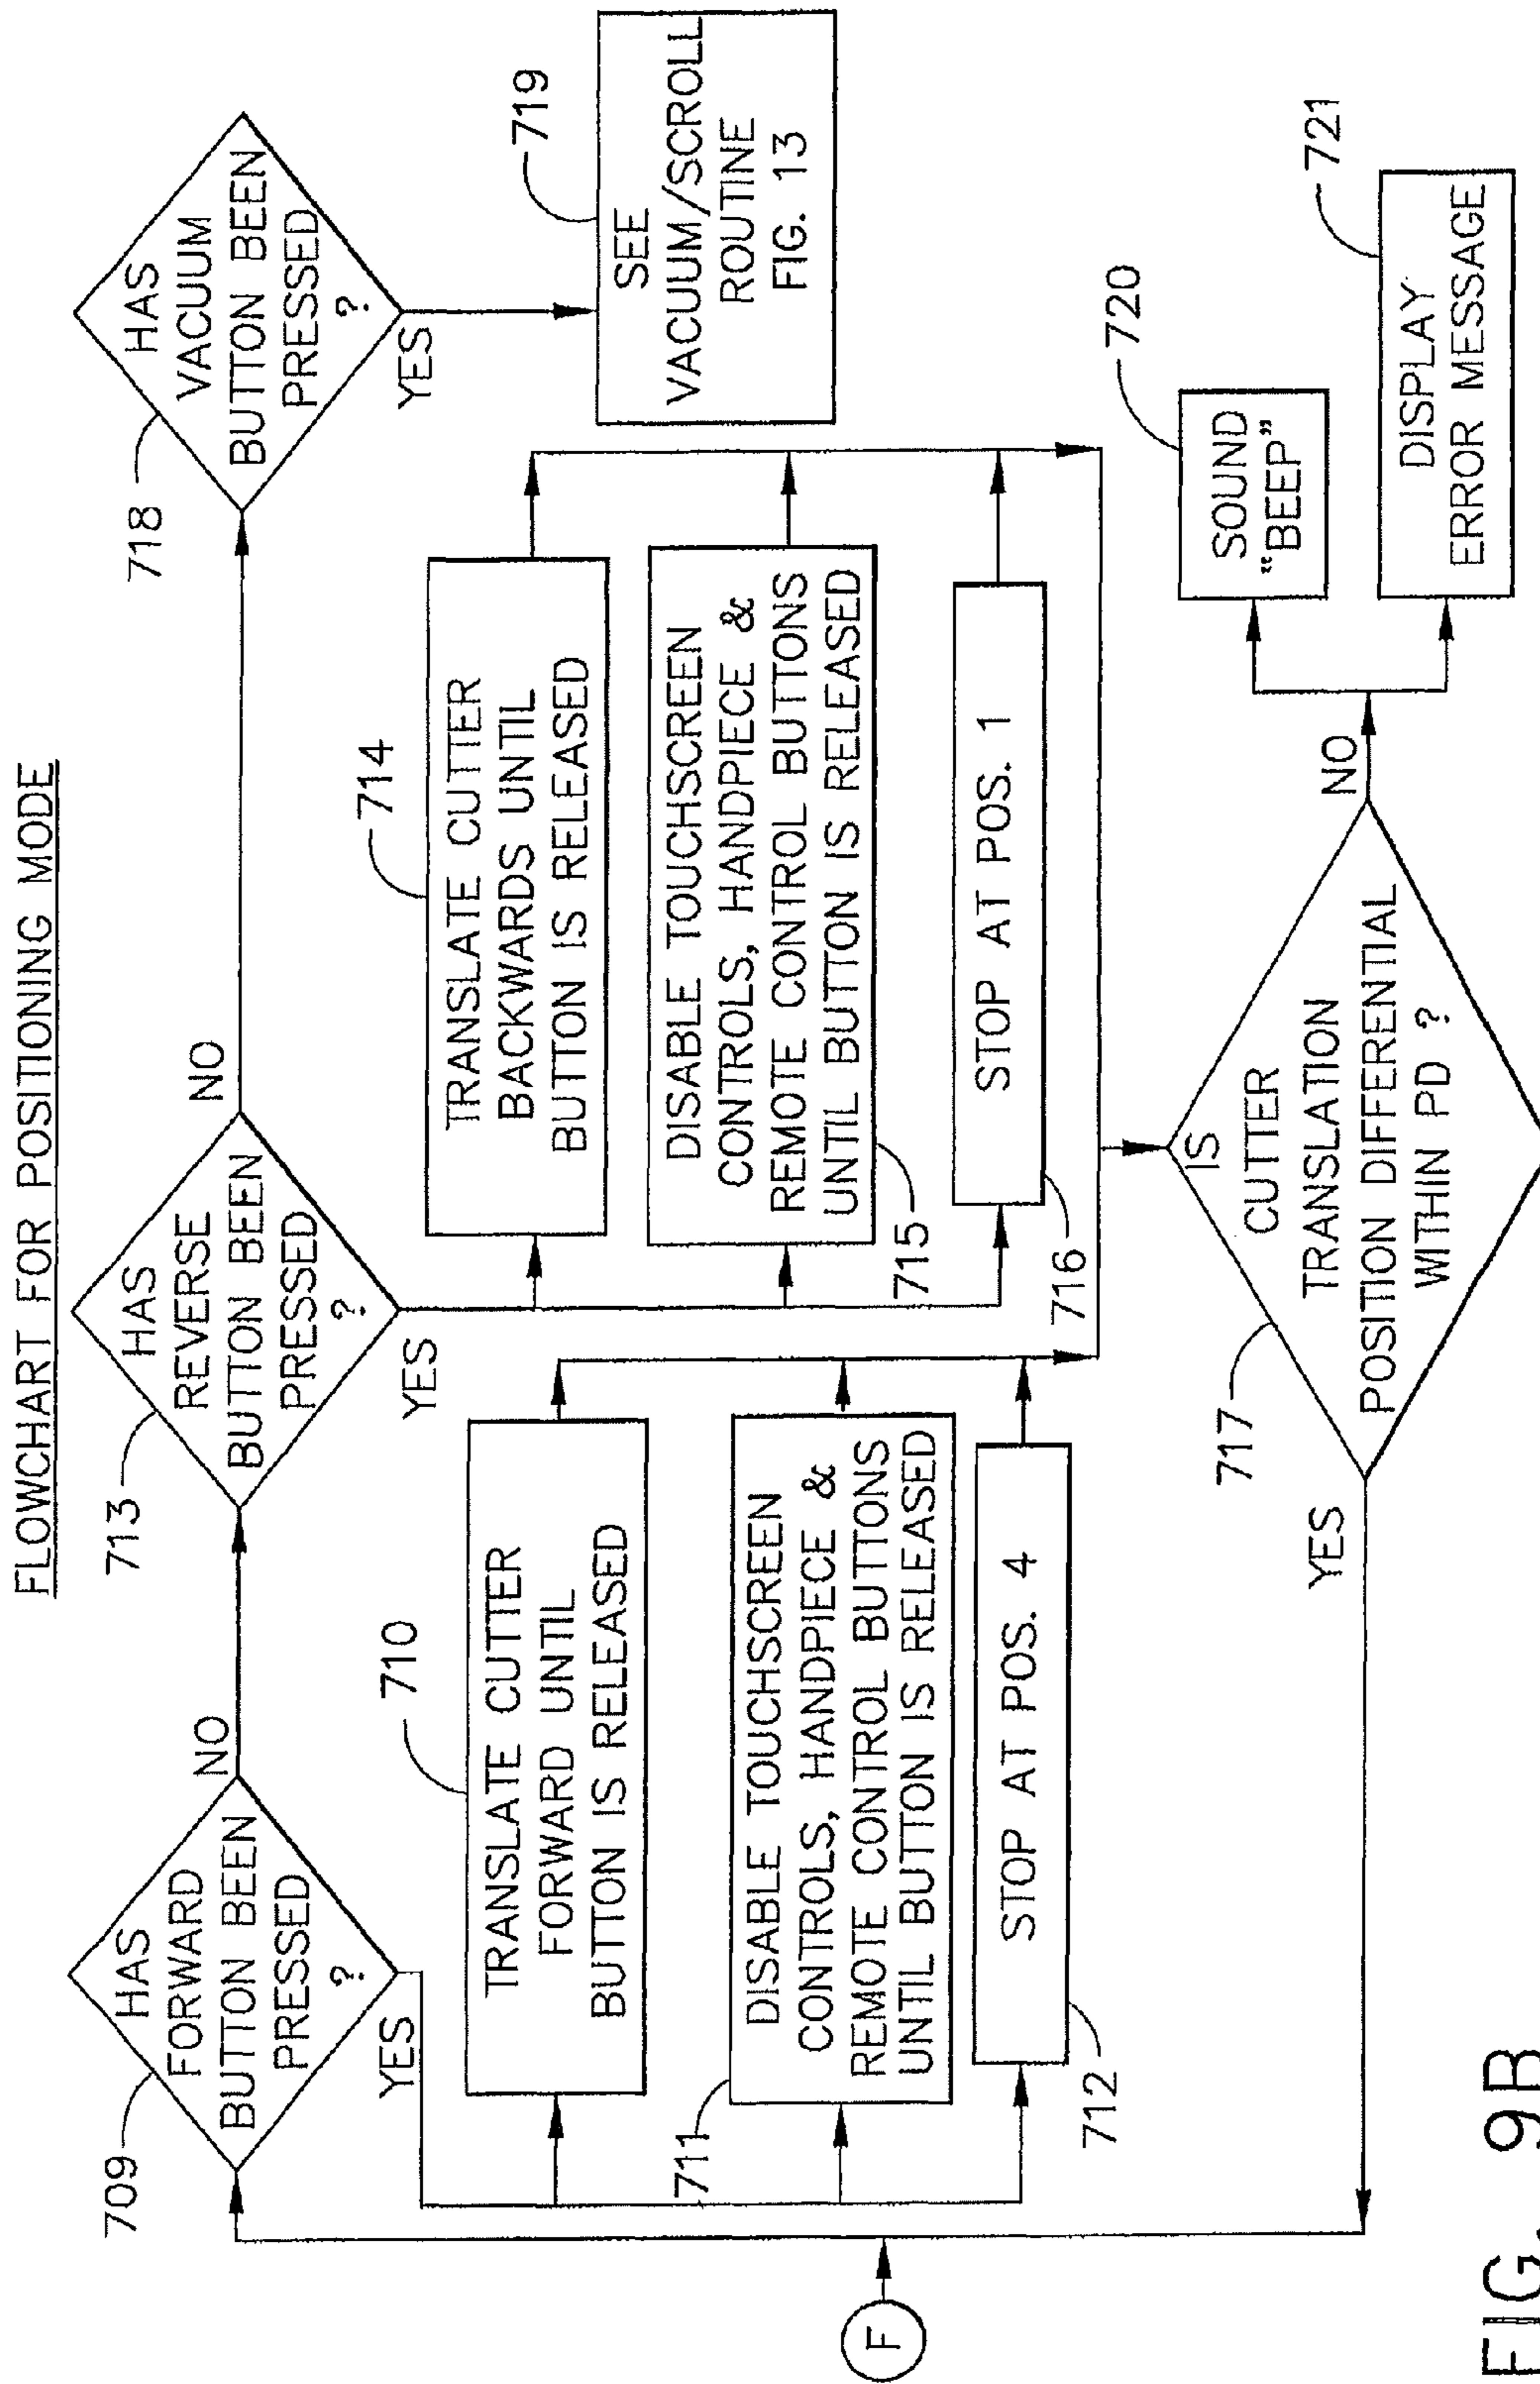 FLOWCHART FOR POSITIONING MODE
709
HAS
FORWARD
BUTTON BEEN
PRESSED
?
NO
YES
710
TRANSLATE CUTTER
FORWARD UNTIL
BUTTON IS RELEASED
711
DISABLE TOUCHSCREEN
CONTROLS, HANDPIECE &
REMOTE CONTROL BUTTONS
UNTIL BUTTON IS RELEASED
712
STOP AT POS. 4
713
HAS
REVERSE
BUTTON BEEN
PRESSED
?
NO
YES
714
TRANSLATE CUTTER
BACKWARDS UNTIL
BUTTON IS RELEASED
715
DISABLE TOUCHSCREEN
CONTROLS, HANDPIECE &
REMOTE CONTROL BUTTONS
UNTIL BUTTON IS RELEASED
716
STOP AT POS. 1
718
HAS
VACUUM
BUTTON BEEN
PRESSED
?
YES
719
SEE
VACUUM/SCROLL
ROUTINE
FIG. 13
717
IS
CUTTER
TRANSLATION
POSITION DIFFERENTIAL
WITHIN PD ?
YES
NO
720
SOUND
“BEEP”
721
DISPLAY
ERROR MESSAGE
F
FIG. 9B